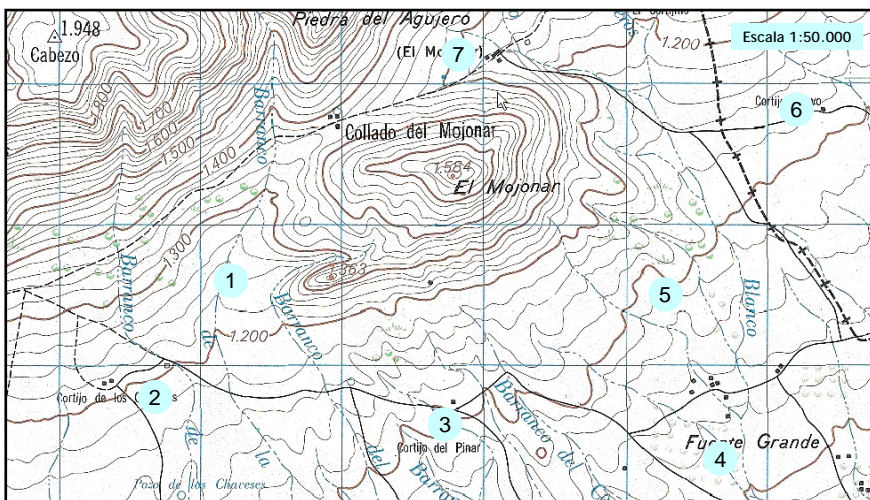 Piedra del Agujero
1.948
Cabezo
(El
7
1.200
Escala 1:50.000
6
1.800
1.700
1.600
1.500
1.400
Barranco
Collado del Mojonar
1.584
El Mojonar
1.300
Barranco
1
de
1.363
Barranco
1.200
5
Blanco
Cortijo de los
2
de
la
3
Cortijo del Pinar
Barranco del
del
Fuente Grande
4
Pozo de los Chaveses